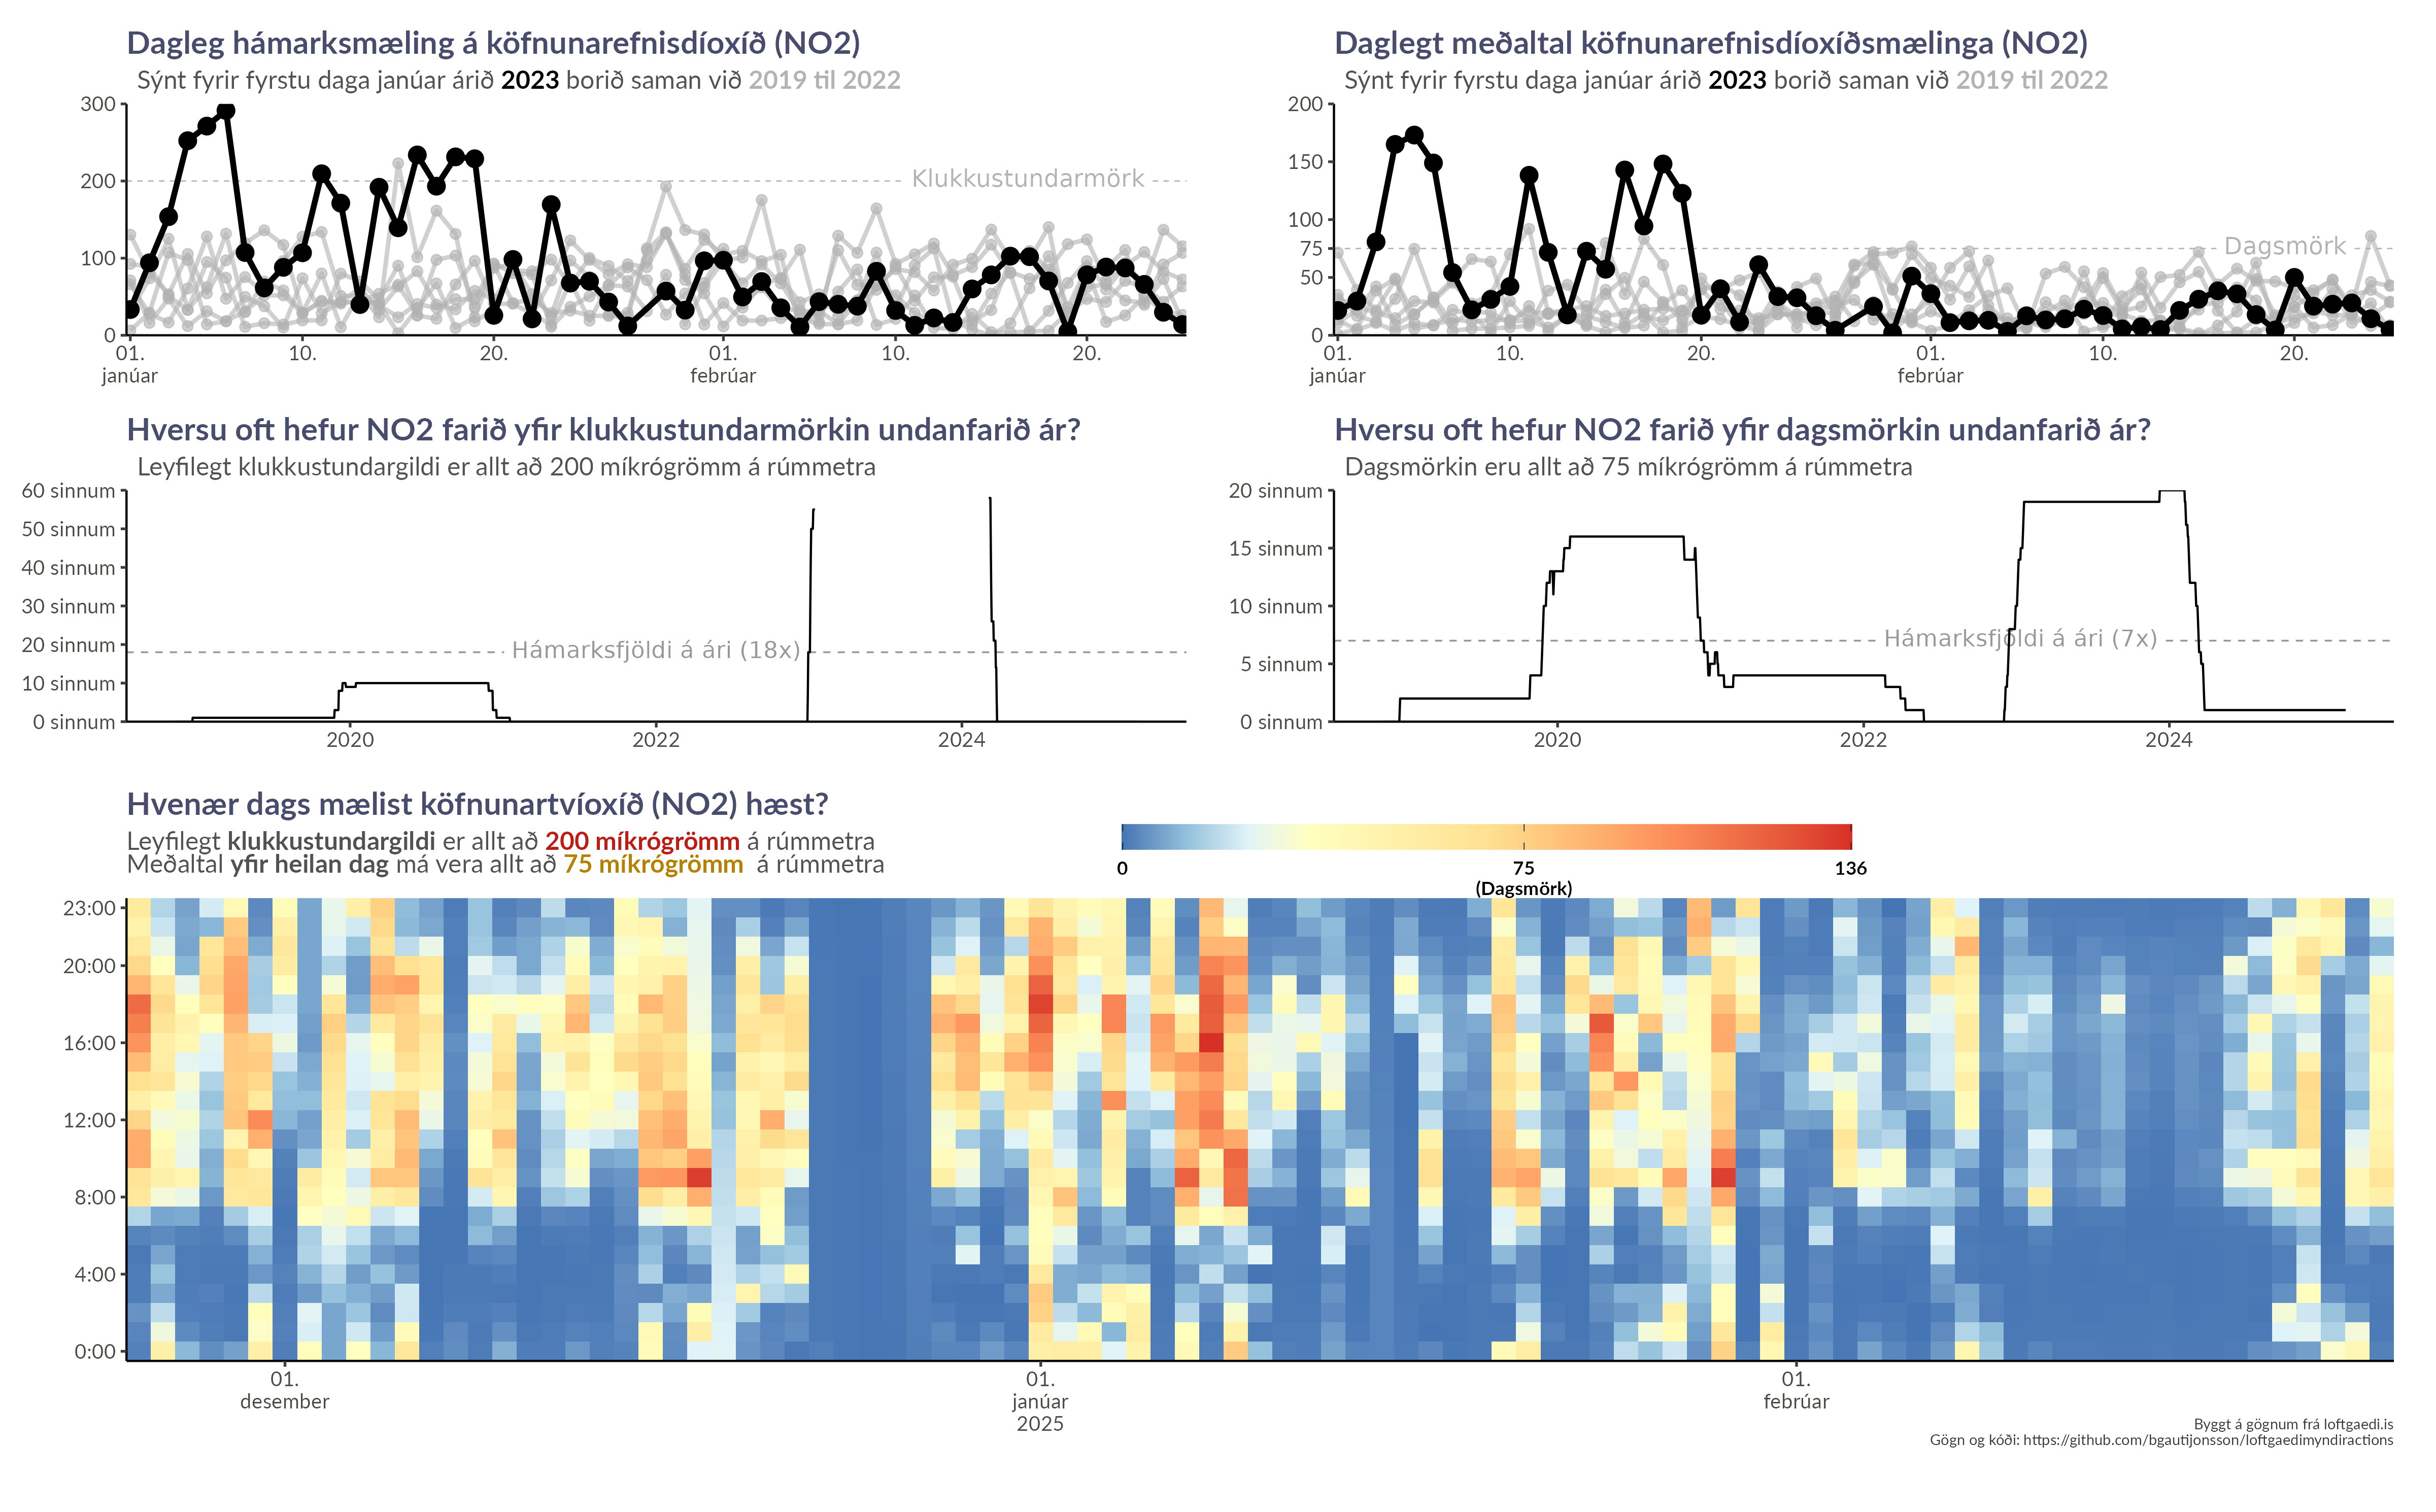 Dagleg hámarksmæling á köfnunarefnisdíoxíð (NO2)
Sýnt fyrir fyrstu daga janúar árið 2023 borið saman við 2019 til 2022
300
200
100
0
Klukkustundarmörk
01.
janúar
10.
20.
01.
febrúar
10.
20.
Daglegt meðaltal köfnunarefnisdíoxíðsmælinga (NO2)
Sýnt fyrir fyrstu daga janúar árið 2023 borið saman við 2019 til 2022
200
150
100
75
50
0
Dagsmörk
01.
janúar
10.
20.
01.
febrúar
10.
20.
Hversu oft hefur NO2 farið yfir klukkustundarmörkin undanfarið ár?
Leyfilegt klukkustundargildi er allt að 200 míkrógrömm á rúmmetra
60 sinnum
50 sinnum
40 sinnum
30 sinnum
20 sinnum
10 sinnum
0 sinnum
Hámarksfjöldi á ári (18x)
2020
2022
2024
Hversu oft hefur NO2 farið yfir dagsmörkin undanfarið ár?
Dagsmörkin eru allt að 75 míkrógrömm á rúmmetra
20 sinnum
15 sinnum
10 sinnum
5 sinnum
0 sinnum
Hámarksfjöldi á ári (7x)
2020
2022
2024
Hvenær dags mælist köfnunartvíoxíð (NO2) hæst?
Leyfilegt klukkustundargildi er allt að 200 míkrógrömm á rúmmetra
Meðaltal yfir heilan dag má vera allt að 75 míkrógrömm á rúmmetra
0
75
(Dagsmörk)
136
23:00
20:00
16:00
12:00
8:00
4:00
0:00
01.
desember
01.
janúar
2025
01.
febrúar
Byggt á gögnum frá loftgaedi.is
Gögn og kóði: https://github.com/bgautijonsson/loftgaedimyndiractions